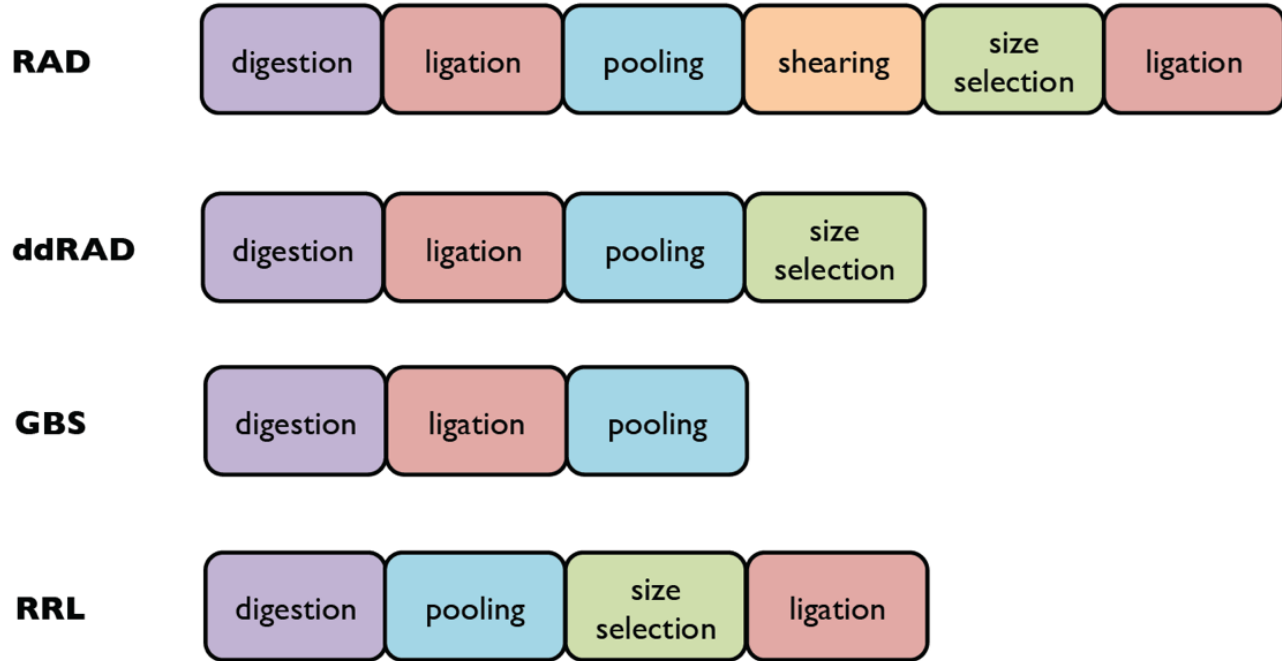 RAD digestion ligation pooling shearing size selection ligation
ddRAD digestion ligation pooling size selection
GBS digestion ligation pooling
RRL digestion pooling size selection ligation